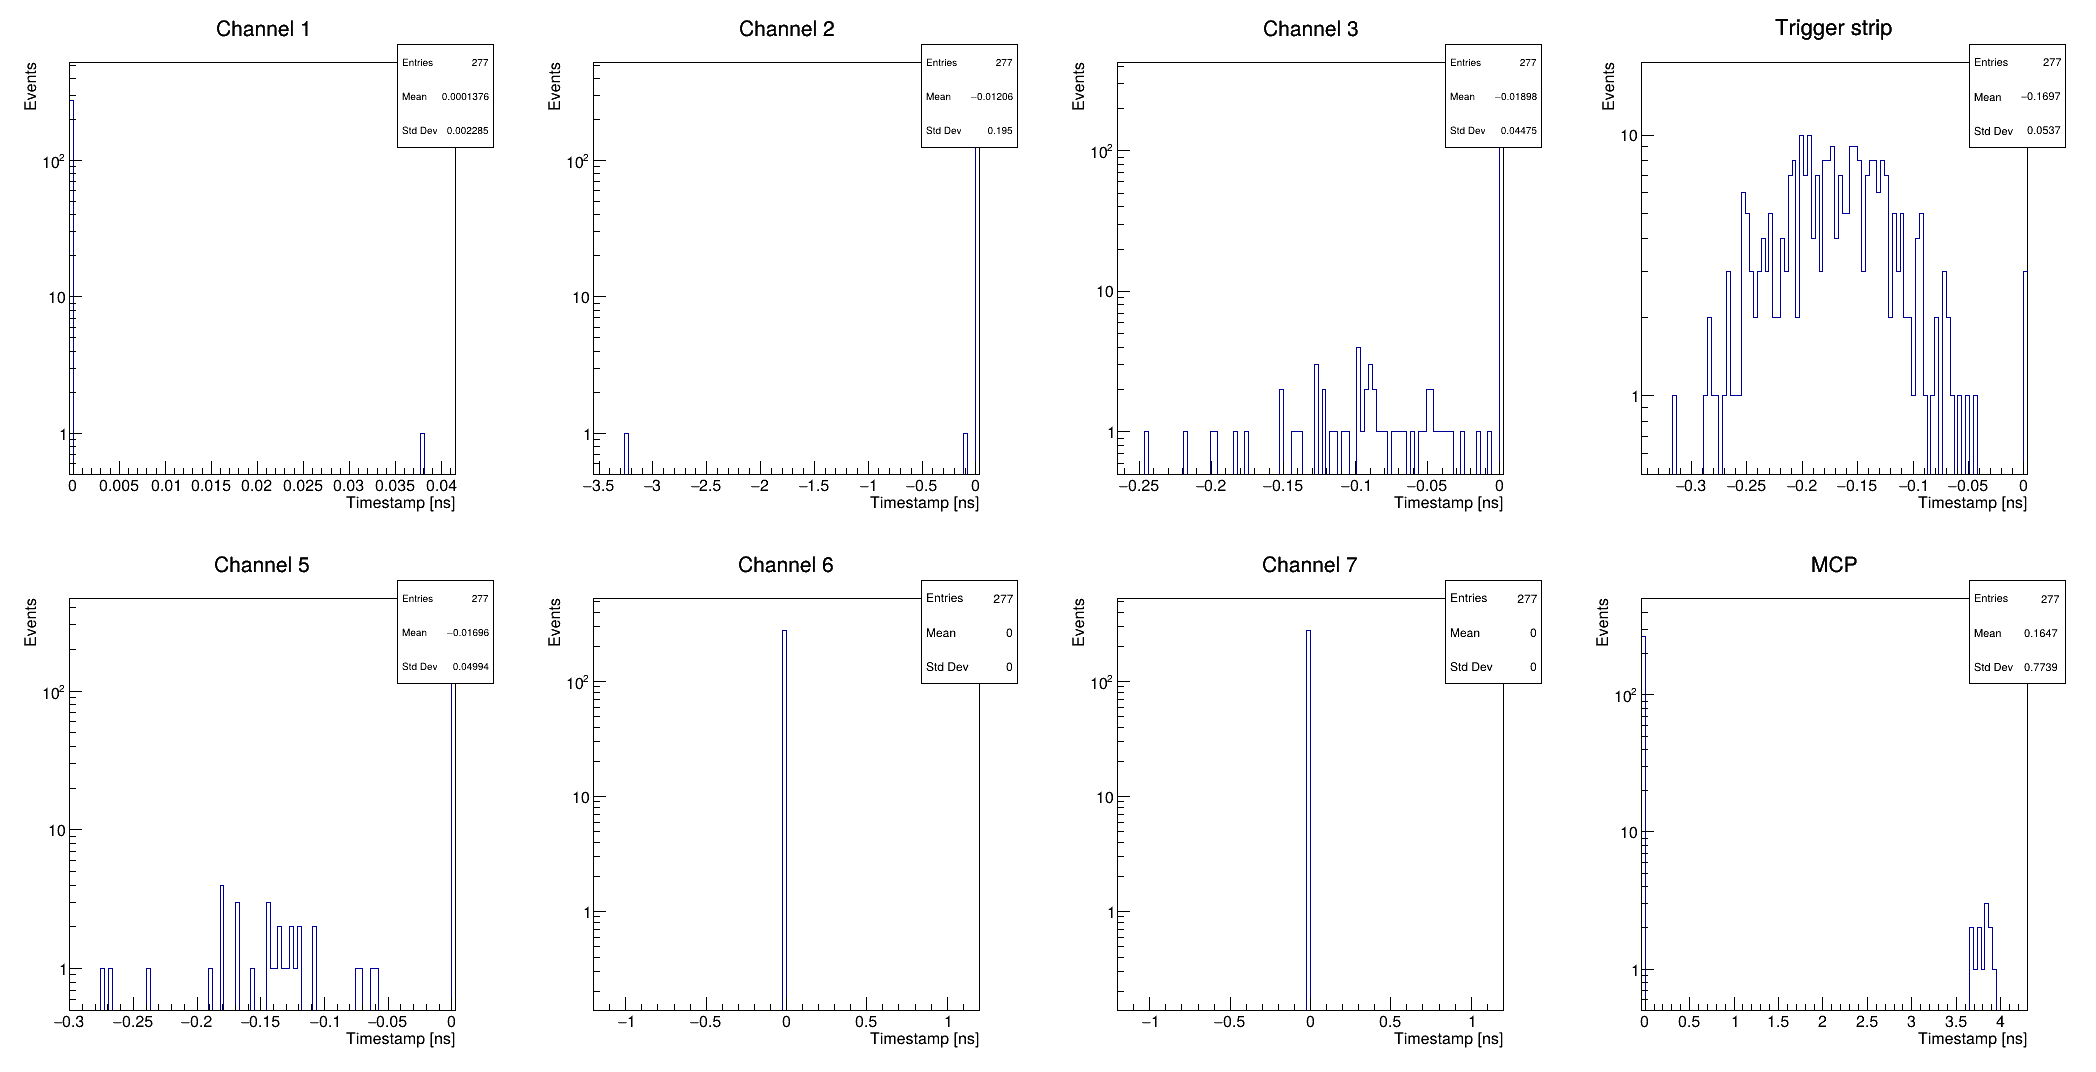 Channel 1
Events
Entries 277
Mean 0.0001376
Std Dev 0.002285
10²
10
1
0 0.005 0.01 0.015 0.02 0.025 0.03 0.035 0.04
Timestamp [ns]
Channel 2
Events
Entries 277
Mean −0.01206
Std Dev 0.195
10²
10
1
−3.5 −3 −2.5 −2 −1.5 −1 −0.5 0
Timestamp [ns]
Channel 3
Events
Entries 277
Mean −0.01898
Std Dev 0.04475
10²
10
1
−0.25 −0.2 −0.15 −0.1 −0.05 0
Timestamp [ns]
Trigger strip
Events
Entries 277
Mean −0.1697
Std Dev 0.0537
10
1
−0.3 −0.25 −0.2 −0.15 −0.1 −0.05 0
Timestamp [ns]
Channel 5
Events
Entries 277
Mean −0.01696
Std Dev 0.04994
10²
10
1
−0.3 −0.25 −0.2 −0.15 −0.1 −0.05 0
Timestamp [ns]
Channel 6
Events
Entries 277
Mean 0
Std Dev 0
10²
10
1
−1 −0.5 0 0.5 1
Timestamp [ns]
Channel 7
Events
Entries 277
Mean 0
Std Dev 0
10²
10
1
−1 −0.5 0 0.5 1
Timestamp [ns]
MCP
Events
Entries 277
Mean 0.1647
Std Dev 0.7739
10²
10
1
0 0.5 1 1.5 2 2.5 3 3.5 4
Timestamp [ns]